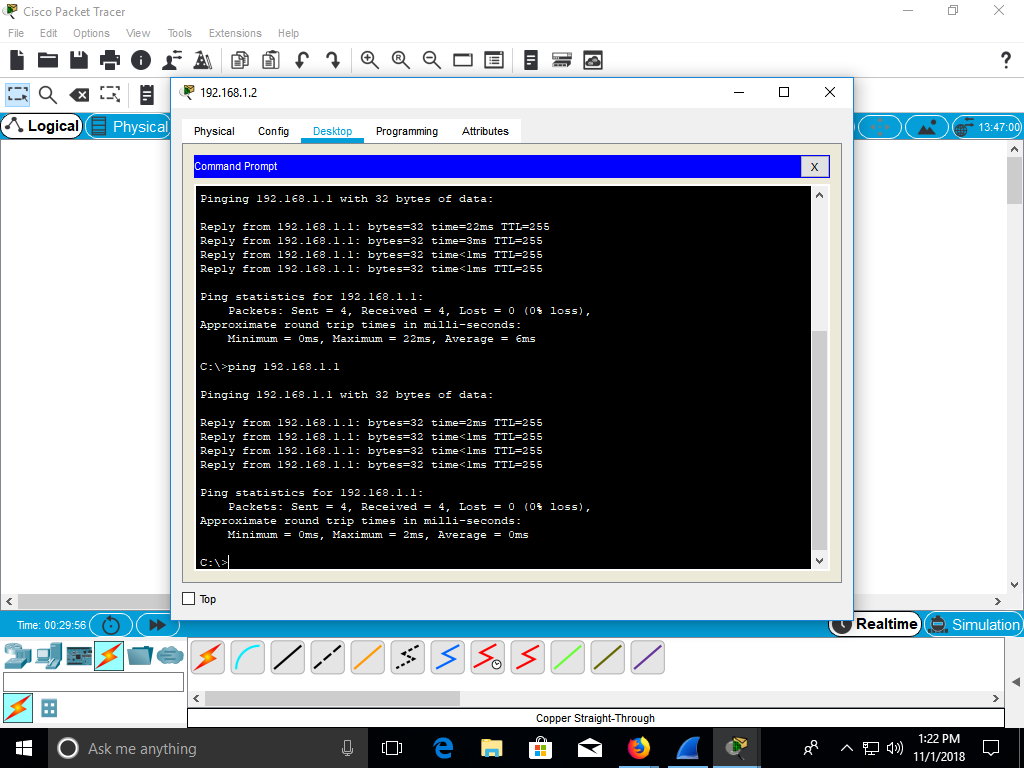 Cisco Packet Tracer
File Edit Options View Tools Extensions Help
?
192.168.1.2
Logical
Physical
13:47:00
Physical Config Desktop Programming Attributes
Command Prompt
X
Pinging 192.168.1.1 with 32 bytes of data:
Reply from 192.168.1.1: bytes=32 time=22ms TTL=255
Reply from 192.168.1.1: bytes=32 time=3ms TTL=255
Reply from 192.168.1.1: bytes=32 time<1ms TTL=255
Reply from 192.168.1.1: bytes=32 time<1ms TTL=255
Ping statistics for 192.168.1.1:
Packets: Sent = 4, Received = 4, Lost = 0 (0% loss),
Approximate round trip times in milli-seconds:
Minimum = 0ms, Maximum = 22ms, Average = 6ms
C:\>ping 192.168.1.1
Pinging 192.168.1.1 with 32 bytes of data:
Reply from 192.168.1.1: bytes=32 time=2ms TTL=255
Reply from 192.168.1.1: bytes=32 time<1ms TTL=255
Reply from 192.168.1.1: bytes=32 time<1ms TTL=255
Reply from 192.168.1.1: bytes=32 time<1ms TTL=255
Ping statistics for 192.168.1.1:
Packets: Sent = 4, Received = 4, Lost = 0 (0% loss),
Approximate round trip times in milli-seconds:
Minimum = 0ms, Maximum = 2ms, Average = 0ms
C:\>
Top
Time: 00:29:56
Realtime
Simulation
Copper Straight-Through
Ask me anything
1:22 PM
11/1/2018